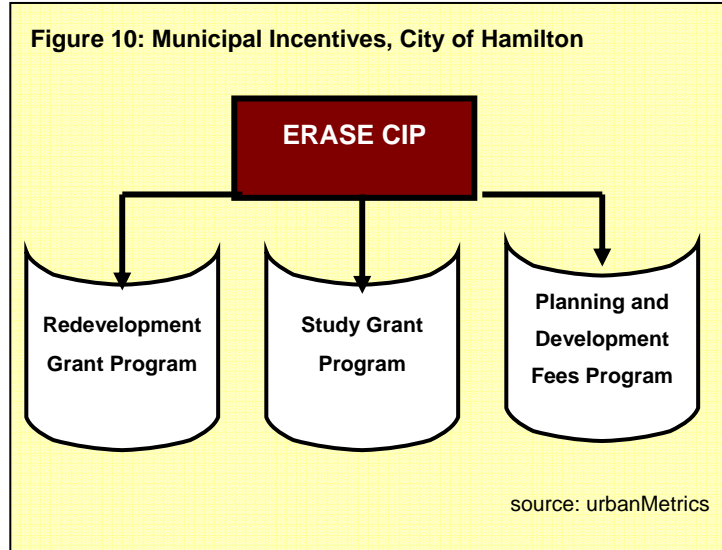 Figure 10: Municipal Incentives, City of Hamilton
ERASE CIP
Redevelopment
Grant Program
Study Grant
Program
Planning and
Development
Fees Program
source: urbanMetrics